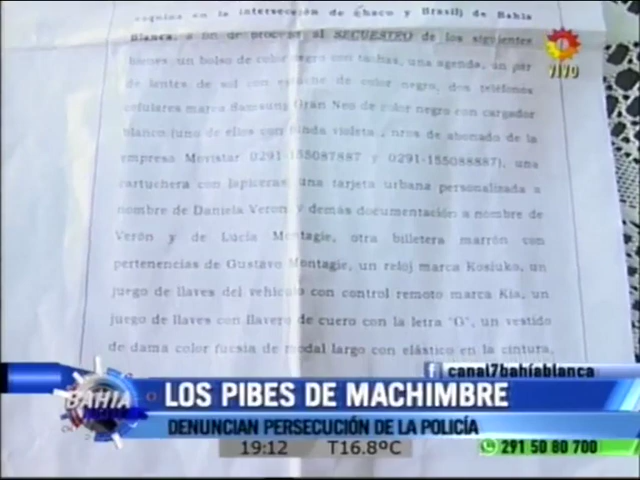 esquina en la intersección de Chaco y Brasil) de Bahía
Blanca, a fin de proceder al SECUESTRO de los siguientes
bienes, un bolso de color negro con tachas, una agenda, un par
de lentes de sol con estuche de color negro, dos teléfonos
celulares marca Samsung Gran Neo de color negro con cargador
blanco (uno de ellos con funda violeta, nros de abonado de la
empresa Movistar 0291-155087887 y 0291-155088887), una
cartuchera con lapiceras, una tarjeta urbana personalizada a
nombre de Daniela Veron y demás documentación a nombre de
Verón y de Lucia Montagie, otra billetera marrón con
pertenencias de Gustavo Montagie, un reloj marca Kosiuko, un
juego de llaves del vehículo con control remoto marca Kia, un
juego de llaves con llavero de cuero con la letra "O", un vestido
de dama color fucsia de modal largo con elástico en la cintura,
VIVO
f canal7bahiablanca
BAHIA
LOS PIBES DE MACHIMBRE
DENUNCIAN PERSECUCIÓN DE LA POLICÍA
19:12 T16.8ºC
291 50 80 700